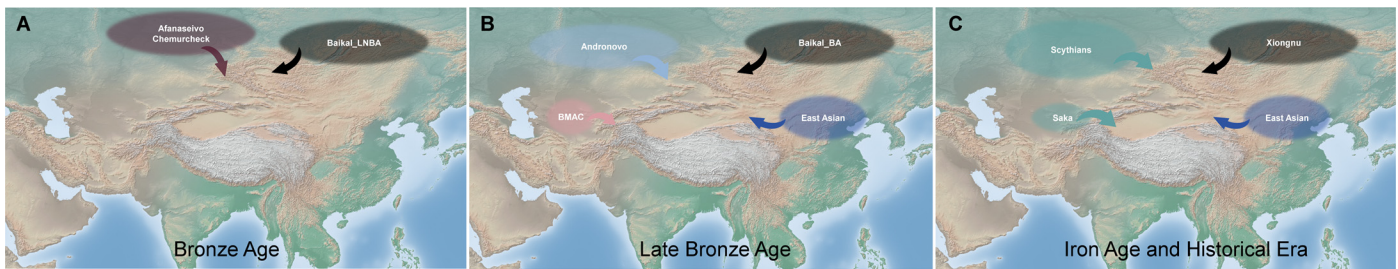 A
Afanaseivo
Chemurcheck
Baikal_LNBA
Bronze Age
B
Andronovo
Baikal_BA
BMAC
East Asian
Late Bronze Age
C
Scythians
Xiongnu
Saka
East Asian
Iron Age and Historical Era